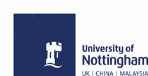 University of
Nottingham
UK | CHINA | MALAYSIA